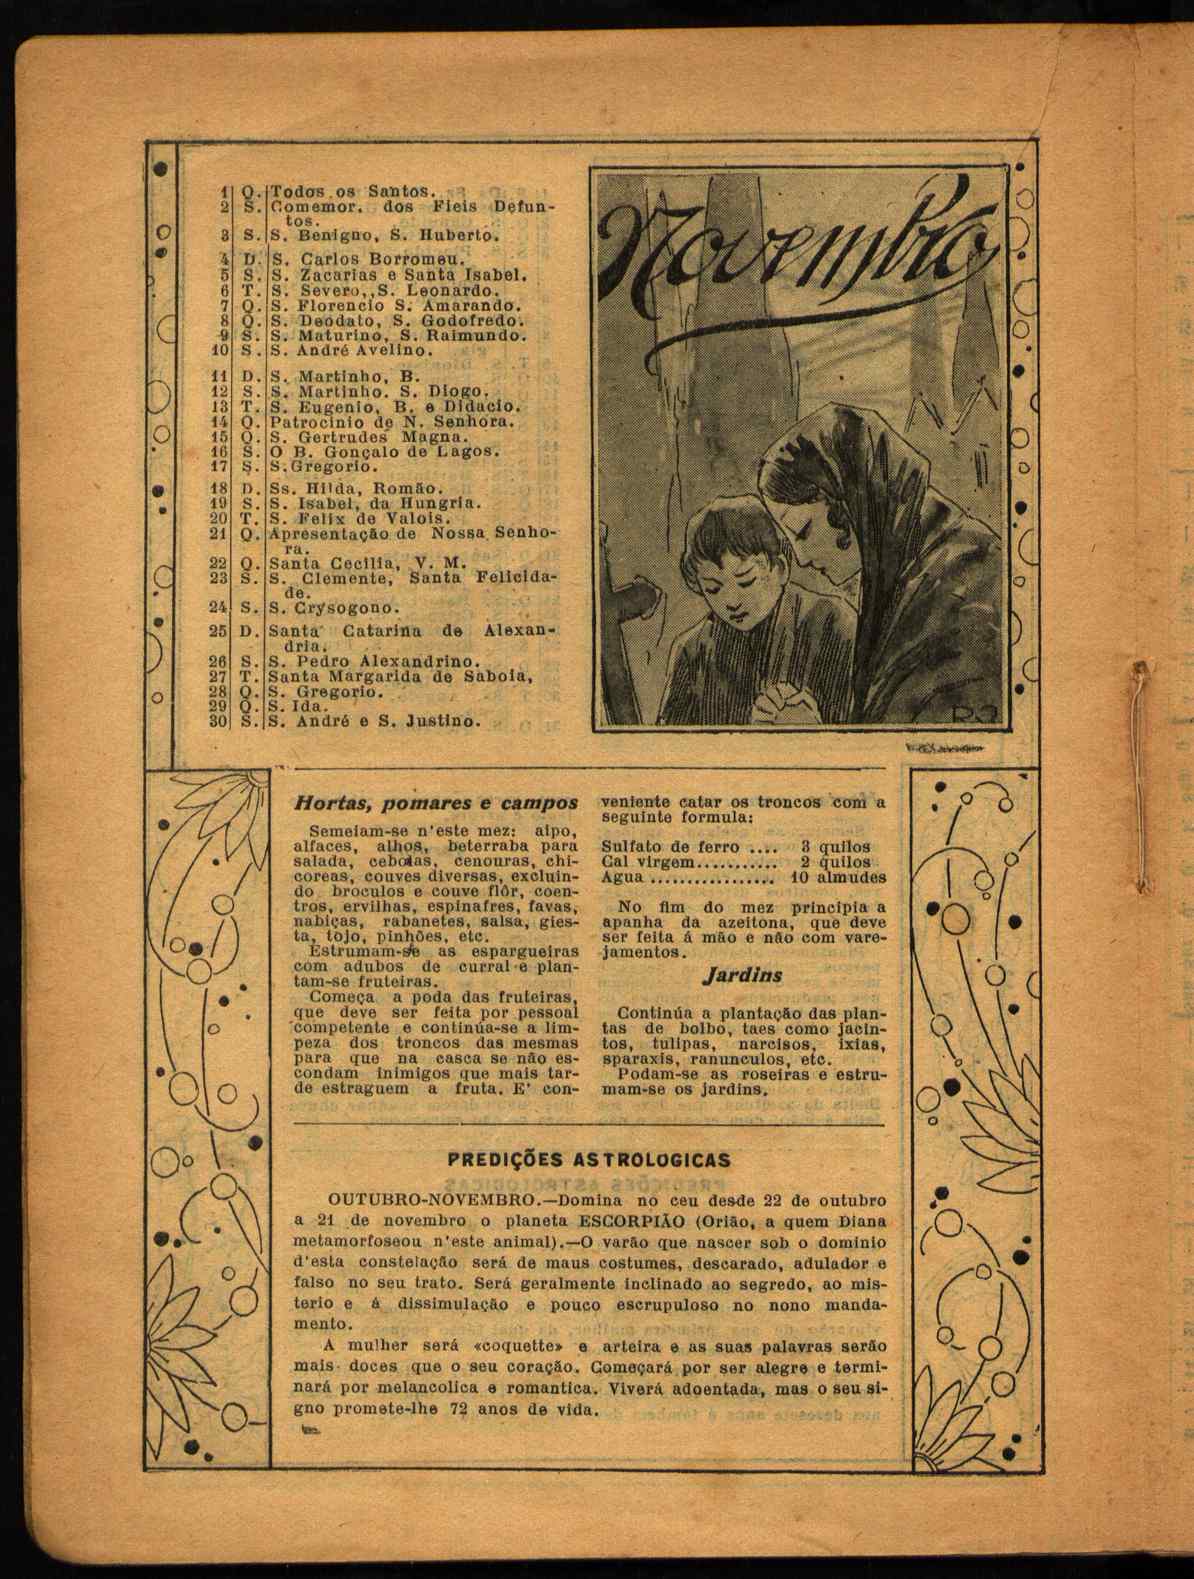 Novembro
1 Q. Todos os Santos.
2 S. Comemor. dos Fieis Defun-
tos.
3 S. S. Benigno, S. Huberto.
4 D. S. Carlos Borromeu.
5 S. S. Zacarias e Santa Isabel.
6 T. S. Severo, S. Leonardo.
7 Q. S. Florencio S. Amarando.
8 Q. S. Deodato, S. Godofredo.
9 S. S. Maturino, S. Raimundo.
10 S. S. André Avelino.
11 D. S. Martinho, B.
12 S. S. Martinho. S. Diogo.
13 T. S. Eugenio, B. e Didacio.
14 Q. Patrocinio de N. Senhora.
15 Q. S. Gertrudes Magna.
16 S. O B. Gonçalo de Lagos.
17 S. S. Gregorio.
18 D. Ss. Hilda, Romão.
19 S. S. Isabel, da Hungria.
20 T. S. Felix de Valois.
21 Q. Apresentação de Nossa Senho-
ra.
22 Q. Santa Cecilia, V. M.
23 S. S. Clemente, Santa Felicida-
de.
24 S. S. Crysogono.
25 D. Santa Catarina de Alexan-
dria.
26 S. S. Pedro Alexandrino.
27 T. Santa Margarida de Saboia,
28 Q. S. Gregorio.
29 Q. S. Ida.
30 S. S. André e S. Justino.
Hortas, pomares e campos
Semeiam-se n'este mez: aipo,
alfaces, alhos, beterraba para
salada, cebolas, cenouras, chi-
coreas, couves diversas, excluin-
do broculos e couve flôr, coen-
tros, ervilhas, espinafres, favas,
nabiças, rabanetes, salsa, gies-
ta, tojo, pinhões, etc.
Estrumam-se as espargueiras
com adubos de curral e plan-
tam-se fruteiras.
Começa a poda das fruteiras,
que deve ser feita por pessoal
competente e continúa-se a lim-
peza dos troncos das mesmas
para que na casca se não es-
condam inimigos que mais tar-
de estraguem a fruta. E' con-
veniente catar os troncos com a
seguinte formula:
Sulfato de ferro .... 3 quilos
Cal virgem........... 2 quilos
Agua ................. 10 almudes
No fim do mez principia a
apanha da azeitona, que deve
ser feita á mão e não com vare-
jamentos.
Jardins
Continúa a plantação das plan-
tas de bolbo, taes como jacin-
tos, tulipas, narcisos, ixias,
sparaxis, ranunculos, etc.
Podam-se as roseiras e estru-
mam-se os jardins.
PREDIÇÕES ASTROLOGICAS
OUTUBRO-NOVEMBRO.—Domina no ceu desde 22 de outubro
a 21 de novembro o planeta ESCORPIÃO (Orião, a quem Diana
metamorfoseou n'este animal).—O varão que nascer sob o dominio
d'esta constelação será de maus costumes, descarado, adulador e
falso no seu trato. Será geralmente inclinado ao segredo, ao mis-
terio e á dissimulação e pouco escrupuloso no nono manda-
mento.
A mulher será «coquette» e arteira e as suas palavras serão
mais doces que o seu coração. Começará por ser alegre e termi-
nará por melancolica e romantica. Viverá adoentada, mas o seu si-
gno promete-lhe 72 anos de vida.